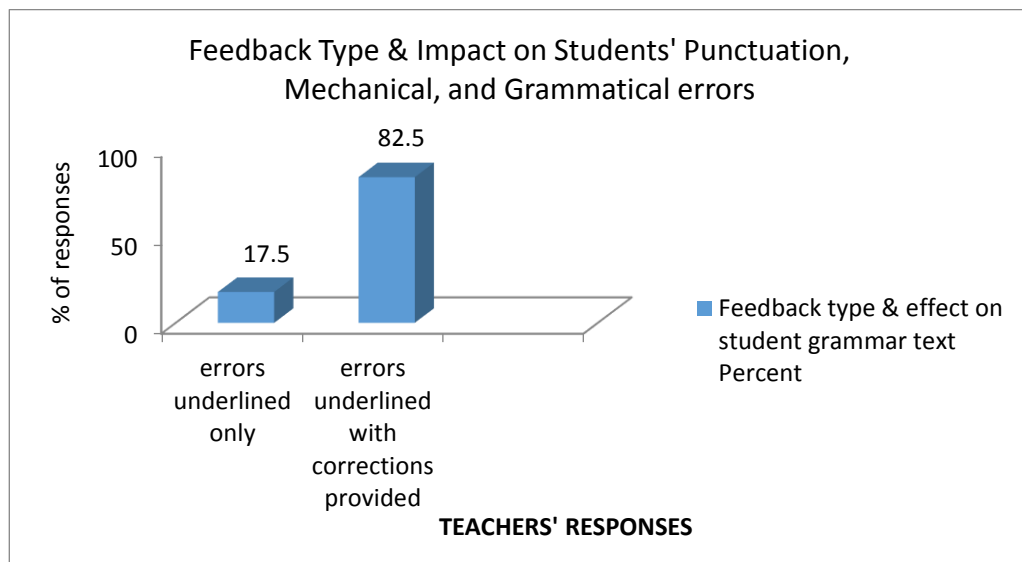 Feedback Type & Impact on Students' Punctuation,
Mechanical, and Grammatical errors
82.5
100
% of responses
17.5
50
0
errors
underlined
only
errors
underlined
with
corrections
provided
Feedback type & effect on
student grammar text
Percent
TEACHERS' RESPONSES